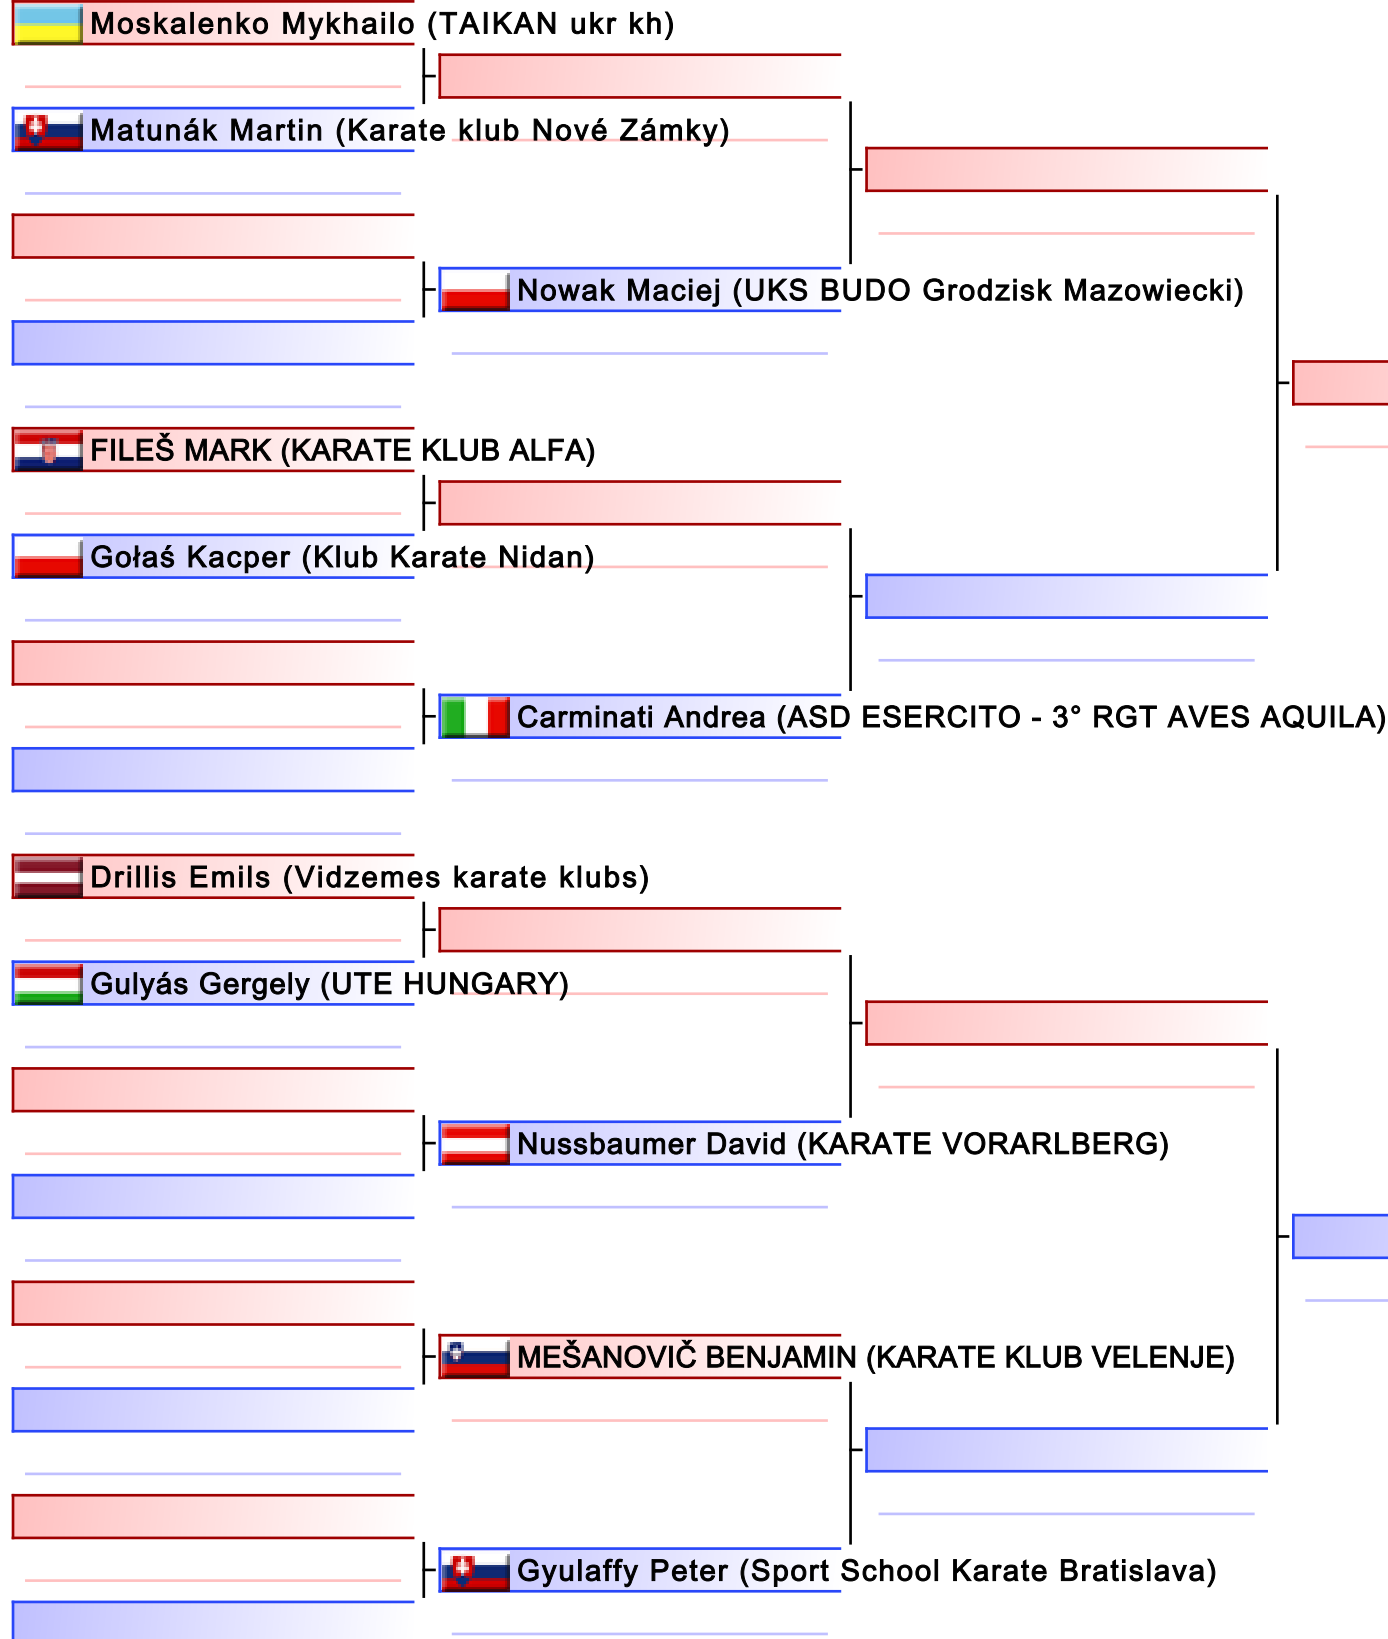 Moskalenko Mykhailo (TAIKAN ukr kh)
Matunák Martin (Karate klub Nové Zámky)
Nowak Maciej (UKS BUDO Grodzisk Mazowiecki)
FILEŠ MARK (KARATE KLUB ALFA)
Gołaś Kacper (Klub Karate Nidan)
Carminati Andrea (ASD ESERCITO - 3° RGT AVES AQUILA)
Drillis Emils (Vidzemes karate klubs)
Gulyás Gergely (UTE HUNGARY)
Nussbaumer David (KARATE VORARLBERG)
MEŠANOVIČ BENJAMIN (KARATE KLUB VELENJE)
Gyulaffy Peter (Sport School Karate Bratislava)